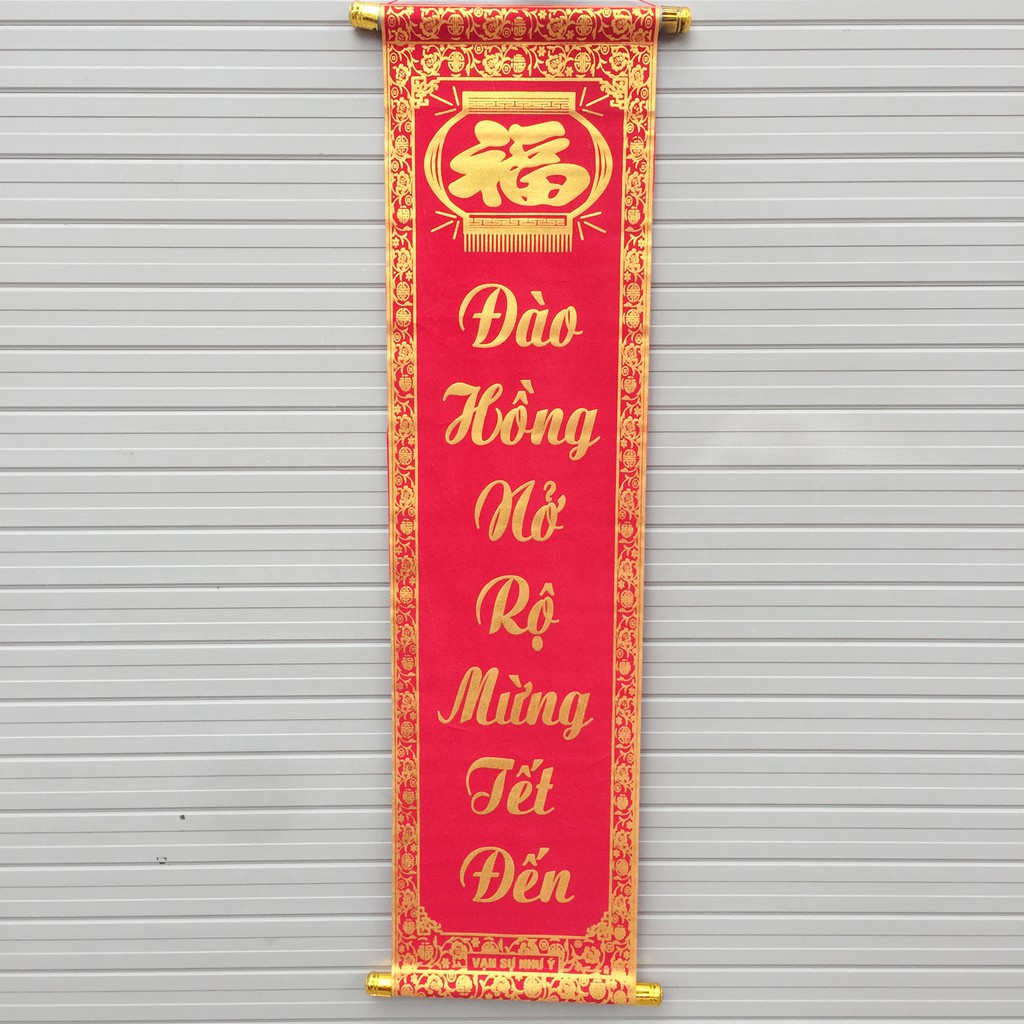 福
Đào
Hồng
Nở
Rộ
Mừng
Tết
Đến
VẠN SỰ NHƯ Ý